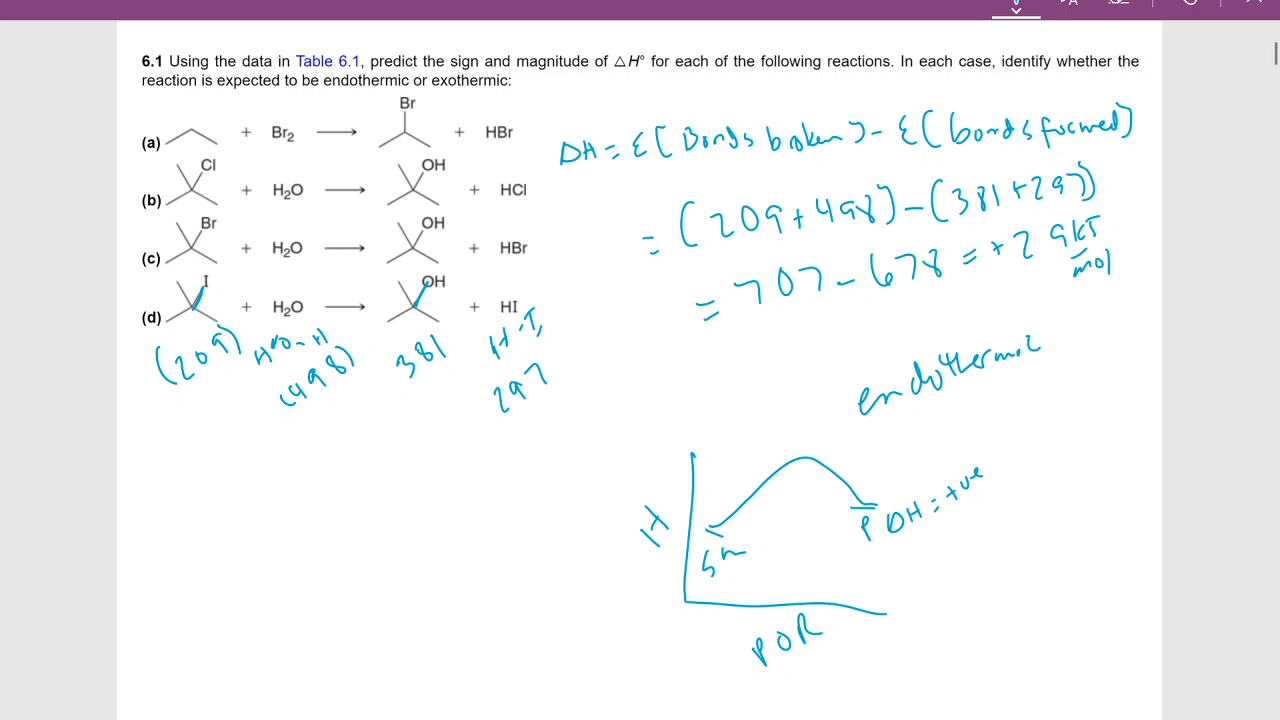 6.1 Using the data in Table 6.1, predict the sign and magnitude of △H° for each of the following reactions. In each case, identify whether the
reaction is expected to be endothermic or exothermic:
Br
(a) + Br2 ⟶ + HBr
ΔH = Σ(Bonds broken) - Σ(bonds formed)
Cl OH
(b) + H2O ⟶ + HCl
= (209 + 498) - (381 + 297)
Br OH
(c) + H2O ⟶ + HBr
= 707 - 678 = + 29 kJ/mol
I OH
(d) + H2O ⟶ + HI
(209) HO-H 381 H-I
(498) 297
endothermic
H
SM
P ΔH = +ve
POR